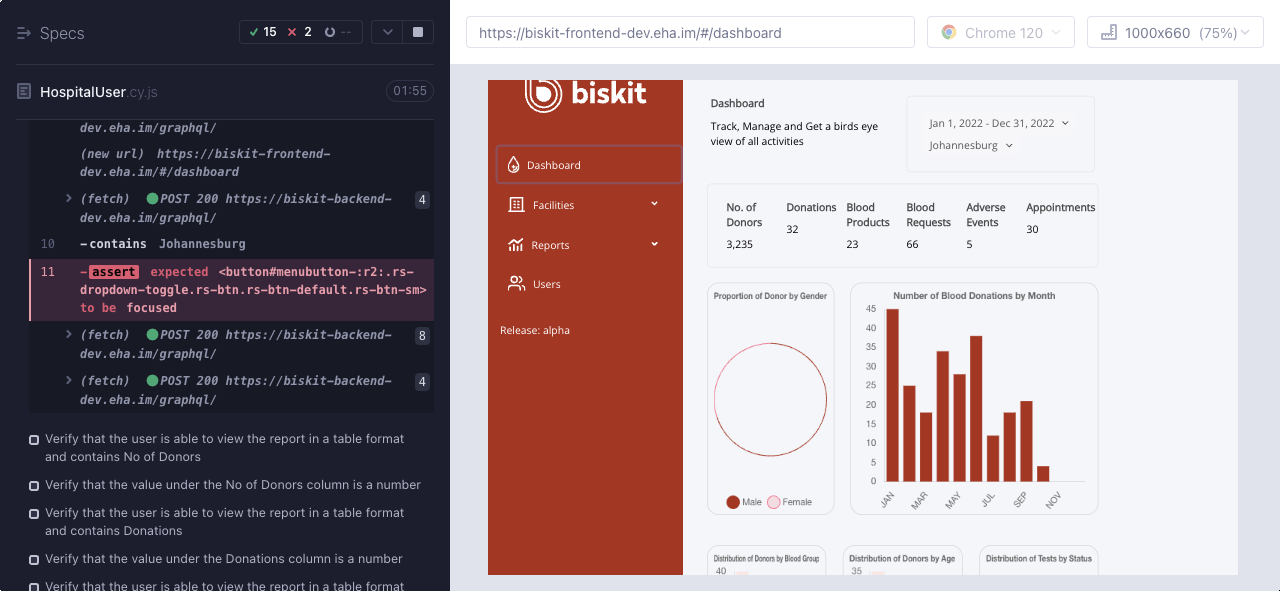 Specs
15 2 --
HospitalUser.cy.js
01:55
dev.eha.im/graphql/
(new url) https://biskit-frontend-
dev.eha.im/#/dashboard
(fetch) POST 200 https://biskit-backend-
dev.eha.im/graphql/
4
10 -contains Johannesburg
11 -assert expected <button#menubutton-:r2:.rs-
dropdown-toggle.rs-btn.rs-btn-default.rs-btn-sm>
to be focused
(fetch) POST 200 https://biskit-backend-
dev.eha.im/graphql/
8
(fetch) POST 200 https://biskit-backend-
dev.eha.im/graphql/
4
Verify that the user is able to view the report in a table format
and contains No of Donors
Verify that the value under the No of Donors column is a number
Verify that the user is able to view the report in a table format
and contains Donations
Verify that the value under the Donations column is a number
Verify that the user is able to view the report in a table format
https://biskit-frontend-dev.eha.im/#/dashboard
Chrome 120
1000x660 (75%)
biskit
Dashboard
Facilities
Reports
Users
Release: alpha
Dashboard
Track, Manage and Get a birds eye
view of all activities
Jan 1, 2022 - Dec 31, 2022
Johannesburg
No. of
Donors
3,235
Donations
32
Blood
Products
23
Blood
Requests
66
Adverse
Events
5
Appointments
30
Proportion of Donor by Gender
Male Female
Number of Blood Donations by Month
45
40
35
30
25
20
15
10
5
0
JAN MAR MAY JUL SEP NOV
Distribution of Donors by Blood Group
40
Distribution of Donors by Age
35
Distribution of Tests by Status